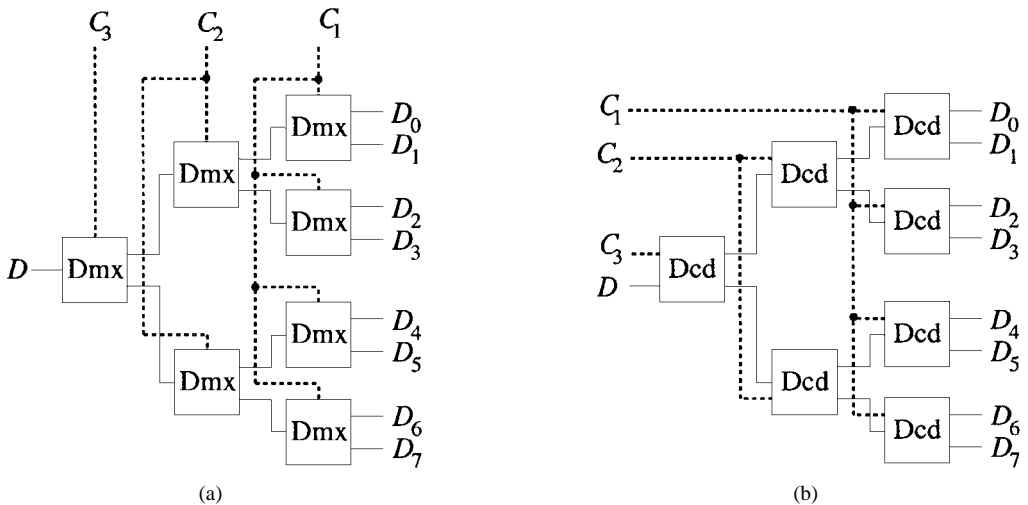 C3 C2 C1
Dmx D0
D1
Dmx
Dmx D2
D3
D Dmx
Dmx D4
D5
Dmx
Dmx D6
D7
(a)
C1 Dcd D0
D1
C2 Dcd
Dcd D2
D3
C3 Dcd
D
Dcd D4
D5
Dcd
Dcd D6
D7
(b)